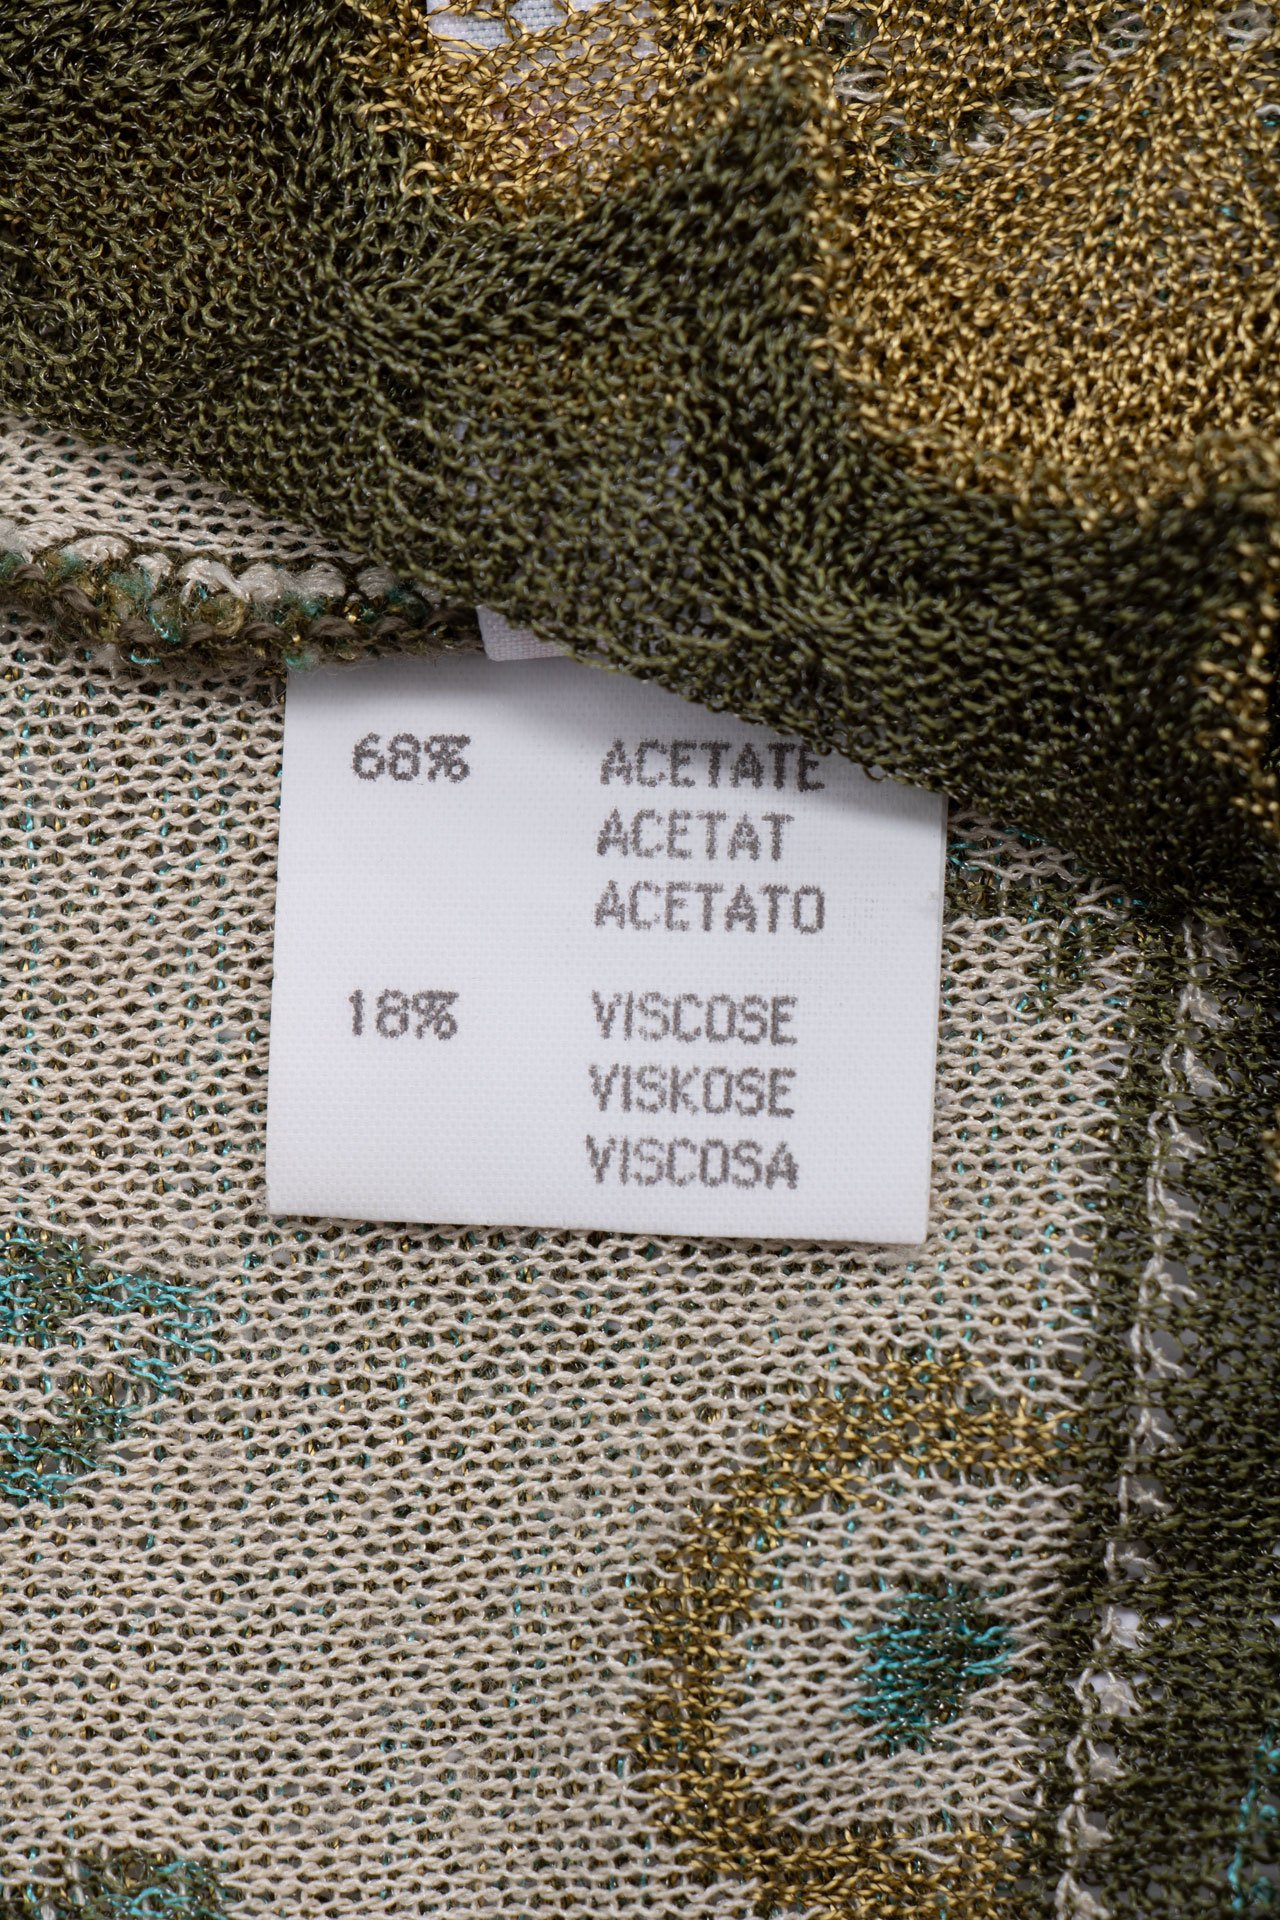 68% ACETATE
ACETAT
ACETATO
18% VISCOSE
VISKOSE
VISCOSA